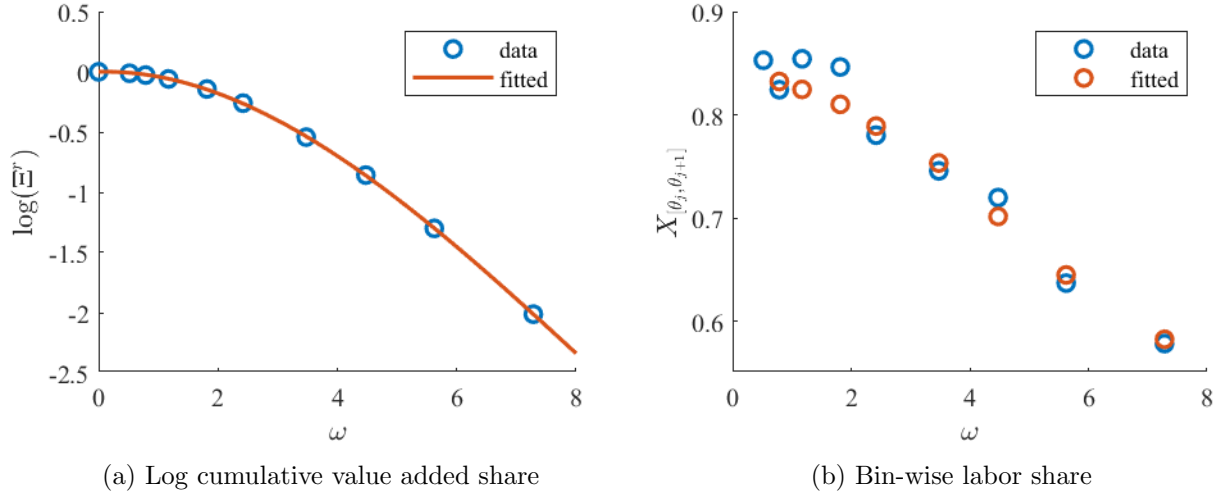 0.5
0
-0.5
-1
-1.5
-2
-2.5
log(Ξ^r)
data
fitted
0 2 4 6 8
ω
(a) Log cumulative value added share
0.9
0.8
0.7
0.6
X_{[θ_j,θ_{j+1}]}
data
fitted
0 2 4 6 8
ω
(b) Bin-wise labor share